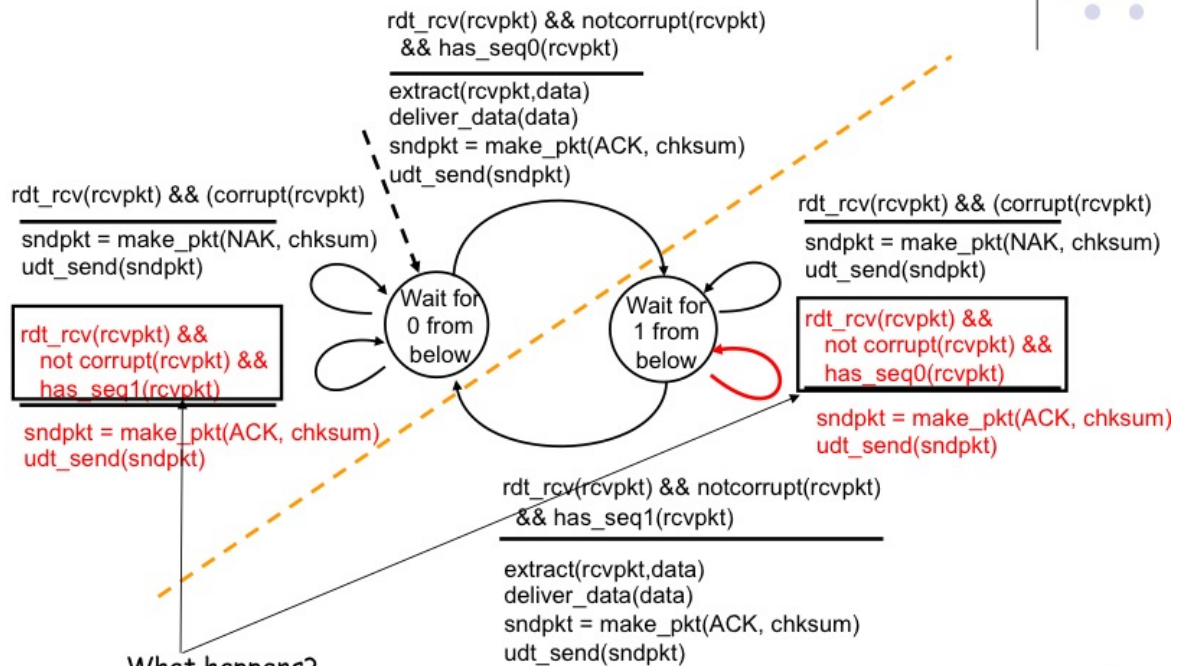 rdt_rcv(rcvpkt) && notcorrupt(rcvpkt)
&& has_seq0(rcvpkt)
extract(rcvpkt,data)
deliver_data(data)
sndpkt = make_pkt(ACK, chksum)
udt_send(sndpkt)
rdt_rcv(rcvpkt) && (corrupt(rcvpkt)
sndpkt = make_pkt(NAK, chksum)
udt_send(sndpkt)
rdt_rcv(rcvpkt) &&
not corrupt(rcvpkt) &&
has_seq1(rcvpkt)
sndpkt = make_pkt(ACK, chksum)
udt_send(sndpkt)
Wait for
0 from
below
Wait for
1 from
below
rdt_rcv(rcvpkt) && (corrupt(rcvpkt)
sndpkt = make_pkt(NAK, chksum)
udt_send(sndpkt)
rdt_rcv(rcvpkt) &&
not corrupt(rcvpkt) &&
has_seq0(rcvpkt)
sndpkt = make_pkt(ACK, chksum)
udt_send(sndpkt)
rdt_rcv(rcvpkt) && notcorrupt(rcvpkt)
&& has_seq1(rcvpkt)
extract(rcvpkt,data)
deliver_data(data)
sndpkt = make_pkt(ACK, chksum)
udt_send(sndpkt)
What happens?